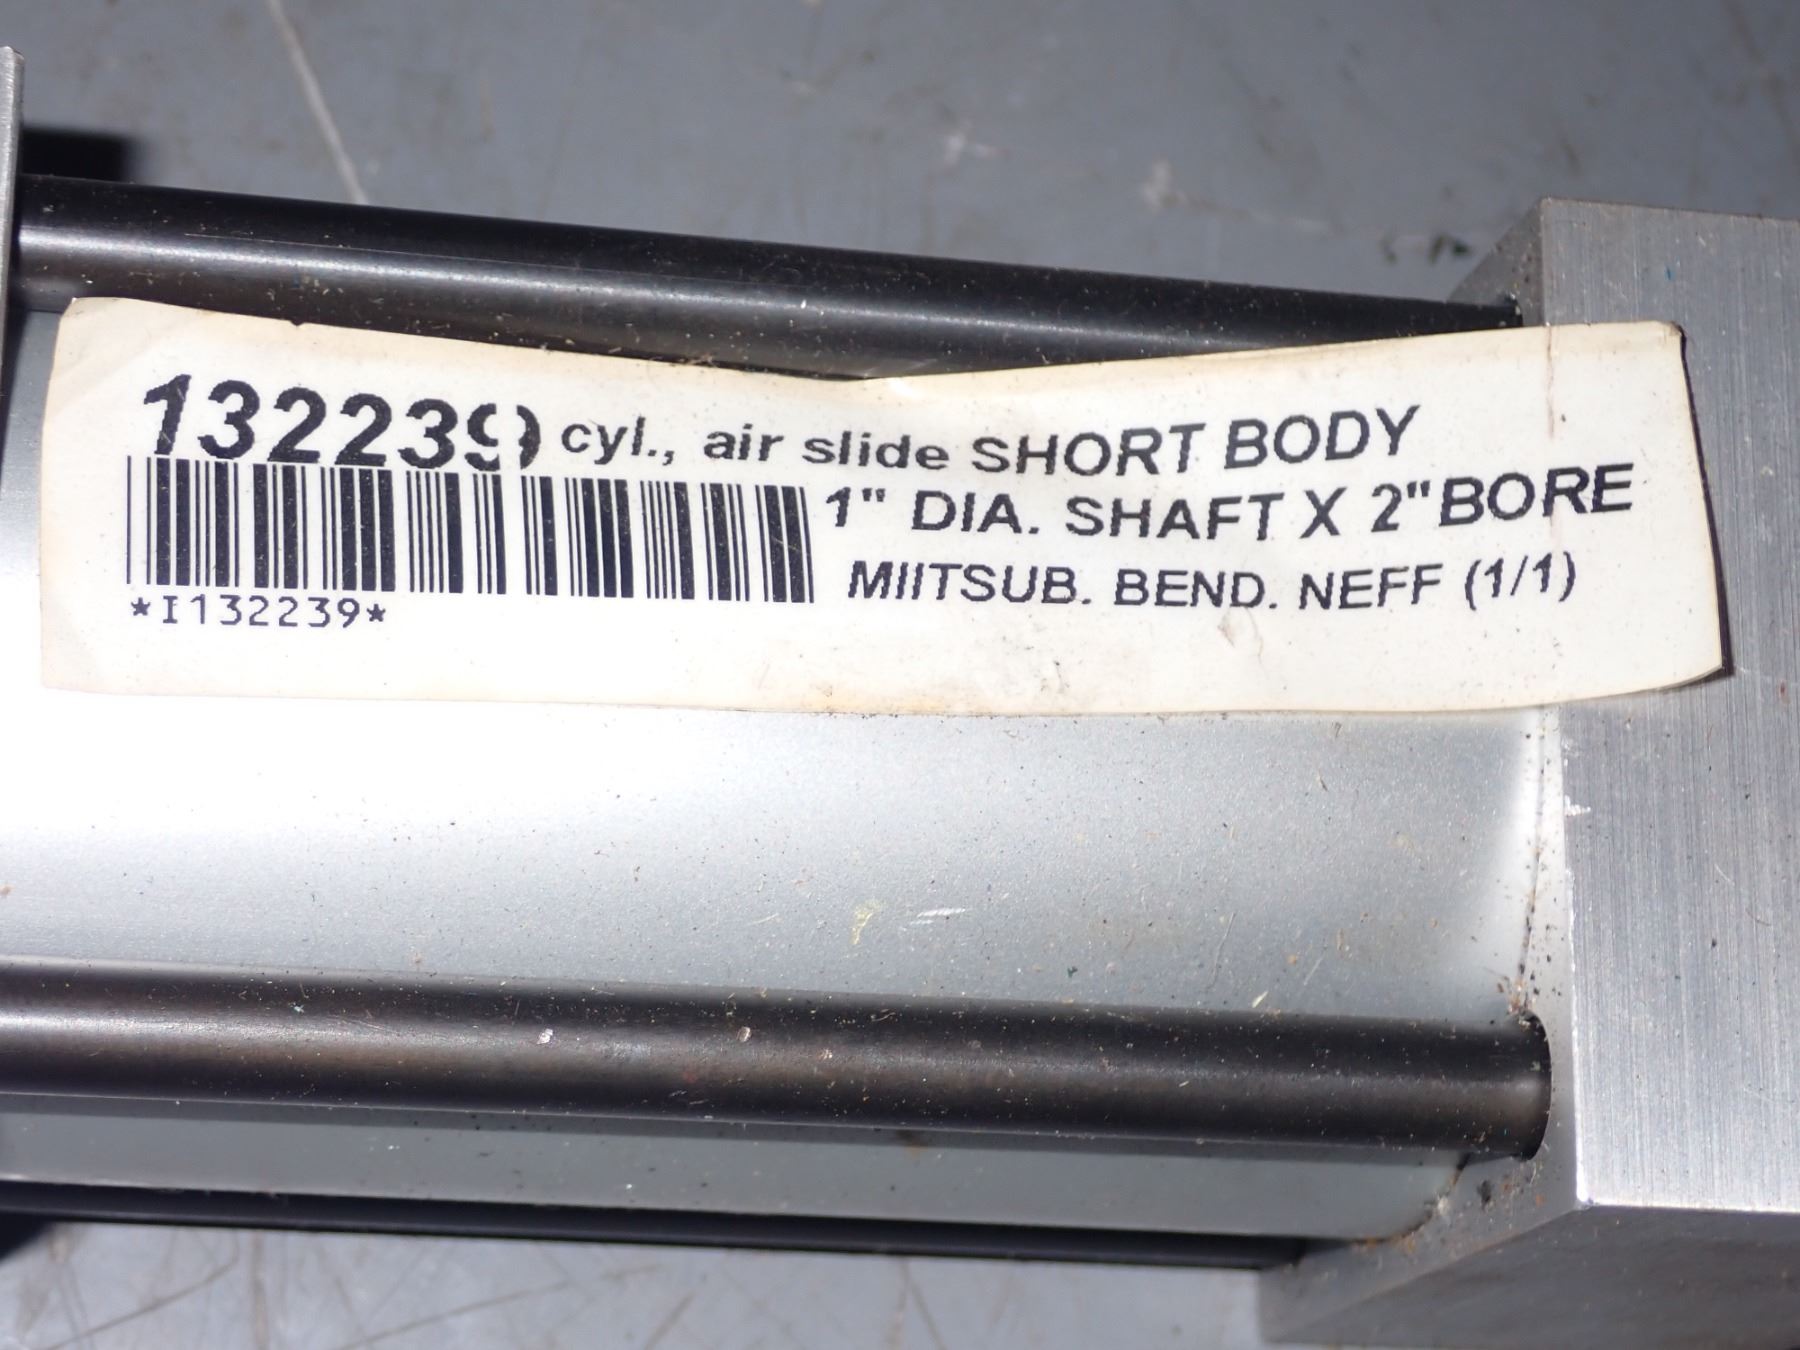 132239 cyl., air slide SHORT BODY
1" DIA. SHAFT X 2"BORE
MIITSUB. BEND. NEFF (1/1)
*I132239*